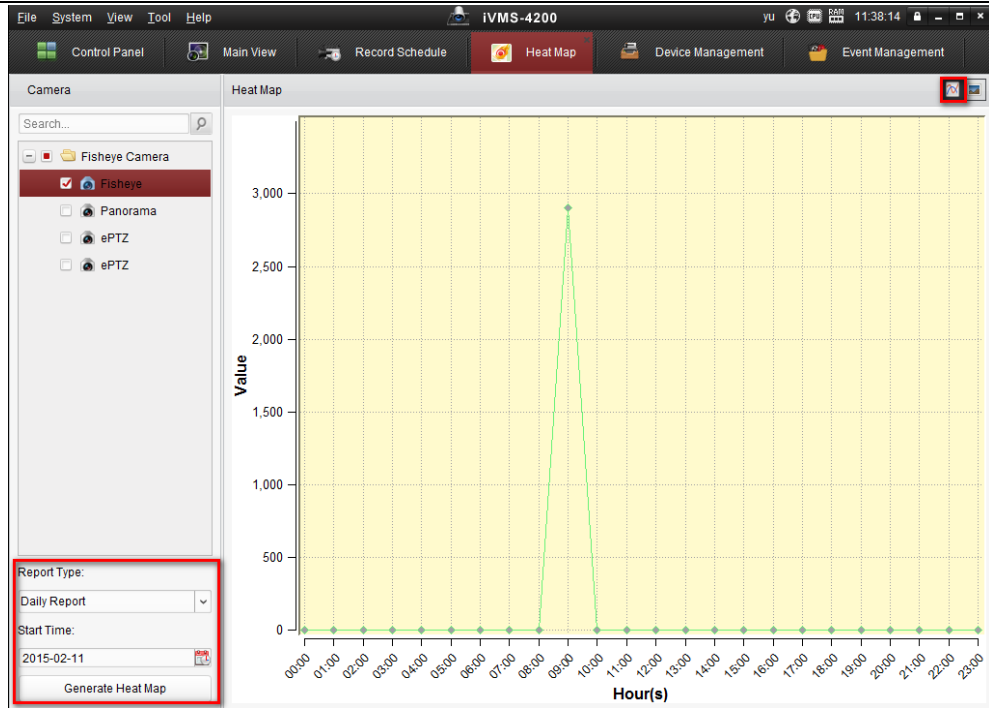 File System View Tool Help iVMS-4200 yu CPU RAM 11:38:14
Control Panel Main View Record Schedule Heat Map Device Management Event Management
Camera
Heat Map
Search...
Fisheye Camera
Fisheye
Panorama
ePTZ
ePTZ
Report Type:
Daily Report
Start Time:
2015-02-11
Generate Heat Map
Value
3,000
2,500
2,000
1,500
1,000
500
0
00:00 01:00 02:00 03:00 04:00 05:00 06:00 07:00 08:00 09:00 10:00 11:00 12:00 13:00 14:00 15:00 16:00 17:00 18:00 19:00 20:00 21:00 22:00 23:00
Hour(s)